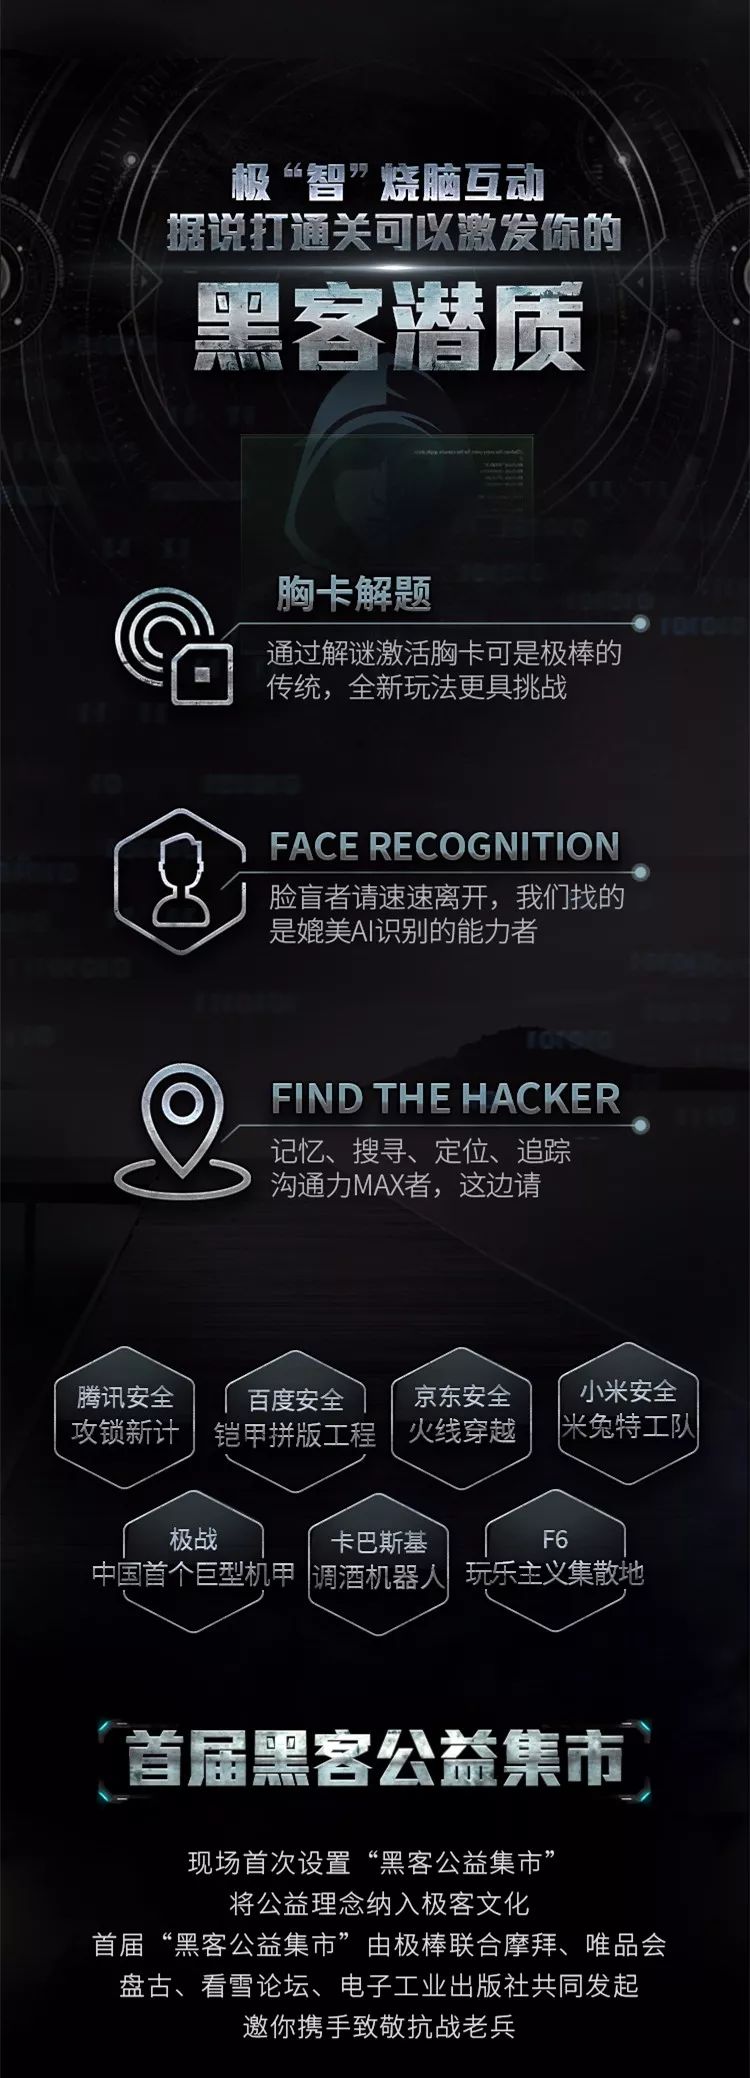 极“智”烧脑互动
据说打通关可以激发你的
黑客潜质
胸卡解题
通过解谜激活胸卡可是极棒的
传统，全新玩法更具挑战
FACE RECOGNITION
脸盲者请速速离开，我们找的
是媲美AI识别的能力者
FIND THE HACKER
记忆、搜寻、定位、追踪
沟通力MAX者，这边请
腾讯安全
攻锁新计
百度安全
铠甲拼版工程
京东安全
火线穿越
小米安全
米兔特工队
极战
中国首个巨型机甲
卡巴斯基
调酒机器人
F6
玩乐主义集散地
首届黑客公益集市
现场首次设置“黑客公益集市”
将公益理念纳入极客文化
首届“黑客公益集市”由极棒联合摩拜、唯品会
盘古、看雪论坛、电子工业出版社共同发起
邀你携手致敬抗战老兵